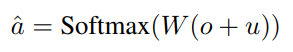 â = Softmax(W(o + u))